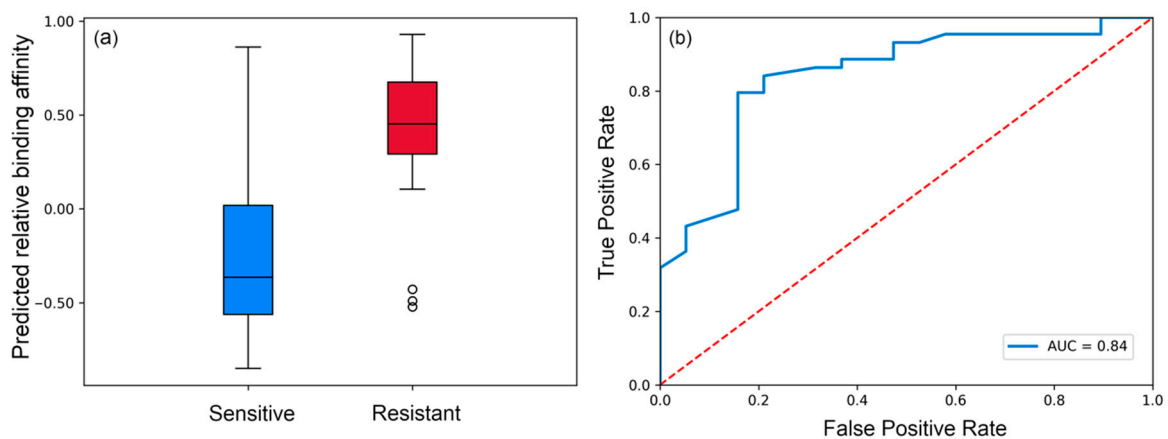 (a)
Predicted relative binding affinity
1.00
0.50
0.00
−0.50
Sensitive
Resistant
(b)
True Positive Rate
1.0
0.8
0.6
0.4
0.2
0.0
0.0
0.2
0.4
0.6
0.8
1.0
False Positive Rate
AUC = 0.84